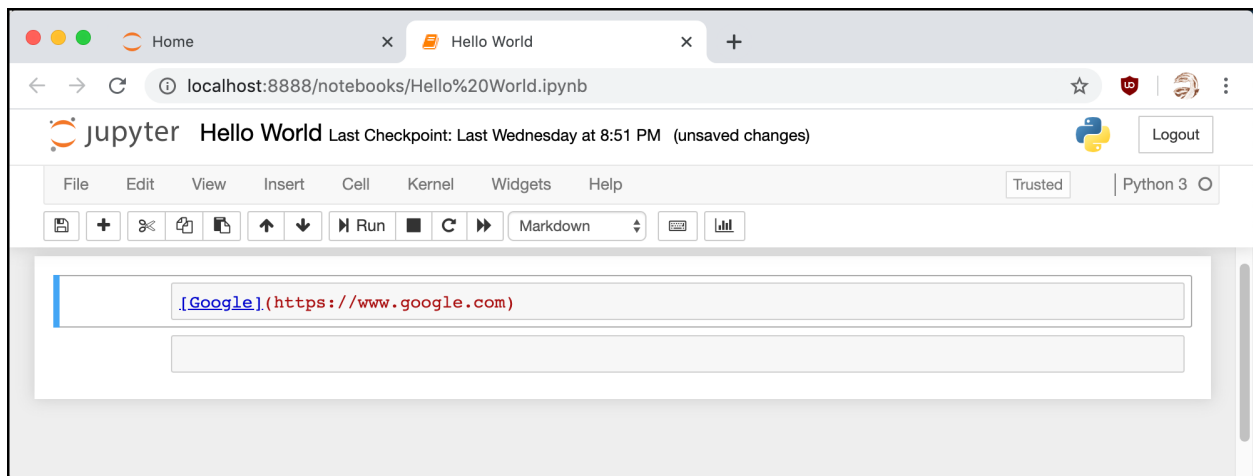 Home
Hello World
localhost:8888/notebooks/Hello%20World.ipynb
jupyter Hello World Last Checkpoint: Last Wednesday at 8:51 PM (unsaved changes)
Logout
File Edit View Insert Cell Kernel Widgets Help Trusted Python 3
Run Markdown
[Google](https://www.google.com)